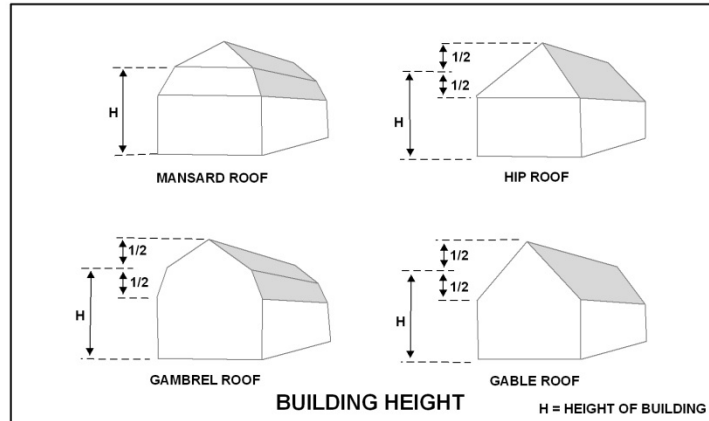 H
MANSARD ROOF
1/2
1/2
H
HIP ROOF
1/2
1/2
H
GAMBREL ROOF
1/2
1/2
H
GABLE ROOF
BUILDING HEIGHT
H = HEIGHT OF BUILDING